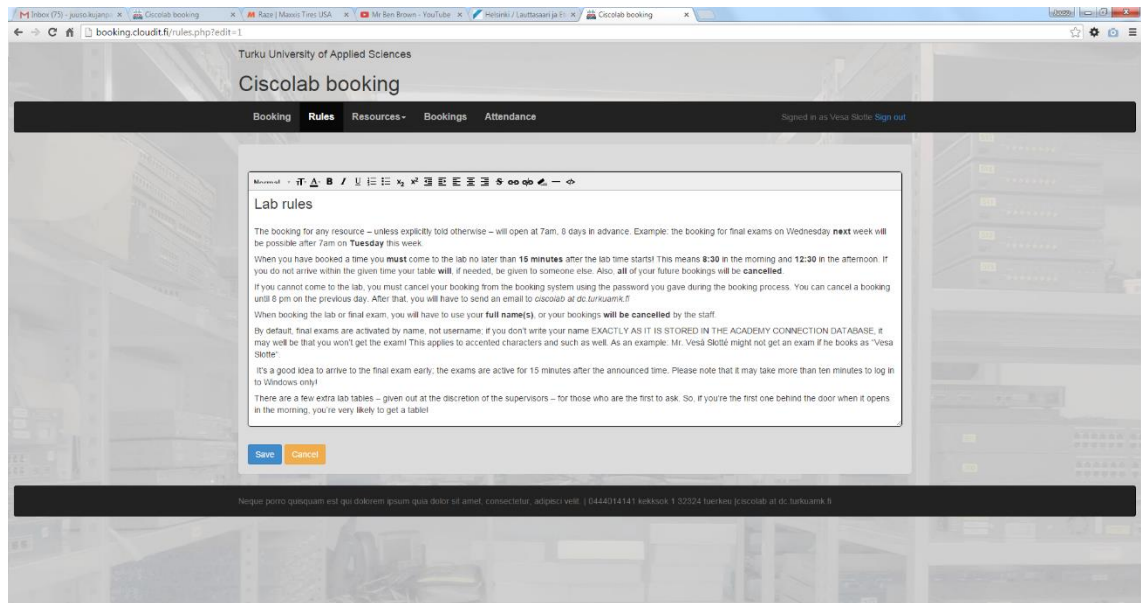 Inbox (75) - juuso.kujanp
Ciscolab booking
Raze | Maxxis Tires USA
Mr Ben Brown - YouTube
Helsinki / Lauttasaari ja E
Ciscolab booking
booking.cloudit.fi/rules.php?edit=1
Turku University of Applied Sciences
Ciscolab booking
Booking Rules Resources Bookings Attendance Signed in as Vesa Slotte Sign out
Normal
Lab rules
The booking for any resource – unless explicitly told otherwise – will open at 7am, 8 days in advance. Example: the booking for final exams on Wednesday next week will
be possible after 7am on Tuesday this week.
When you have booked a time you must come to the lab no later than 15 minutes after the lab time starts! This means 8:30 in the morning and 12:30 in the afternoon. If
you do not arrive within the given time your table will, if needed, be given to someone else. Also, all of your future bookings will be cancelled.
If you cannot come to the lab, you must cancel your booking from the booking system using the password you gave during the booking process. You can cancel a booking
until 6 pm on the previous day. After that, you will have to send an email to ciscolab at dc.turkuamk.fi
When booking the lab or final exam, you will have to use your full name(s), or your bookings will be cancelled by the staff.
By default, final exams are activated by name, not username; if you don't write your name EXACTLY AS IT IS STORED IN THE ACADEMY CONNECTION DATABASE, it
may well be that you won't get the exam! This applies to accented characters and such as well. As an example: Mr. Vesà Slotté might not get an exam if he books as "Vesa
Slotte".
It's a good idea to arrive to the final exam early; the exams are active for 15 minutes after the announced time. Please note that it may take more than ten minutes to log in
to Windows only!
There are a few extra lab tables – given out at the discretion of the supervisors – for those who are the first to ask. So, if you're the first one behind the door when it opens
in the morning, you're very likely to get a table!
Save Cancel
Neque porro quisquam est qui dolorem ipsum quia dolor sit amet, consectetur, adipisci velit. | 0444014141 kekksok 1 32324 tuerkeu |ciscolab at dc.turkuamk.fi